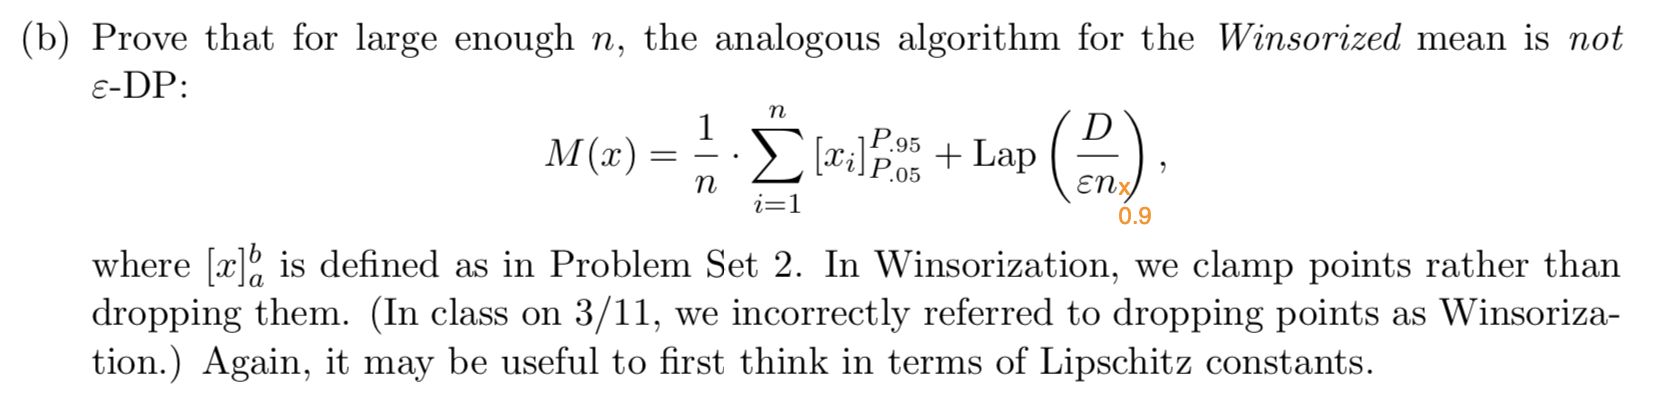 (b) Prove that for large enough n, the analogous algorithm for the Winsorized mean is not
ε-DP:
M(x) = 1/n · ∑_{i=1}^{n} [x_i]_{P.05}^{P.95} + Lap(D/εn),
x
0.9
where [x]_a^b is defined as in Problem Set 2. In Winsorization, we clamp points rather than
dropping them. (In class on 3/11, we incorrectly referred to dropping points as Winsoriza-
tion.) Again, it may be useful to first think in terms of Lipschitz constants.